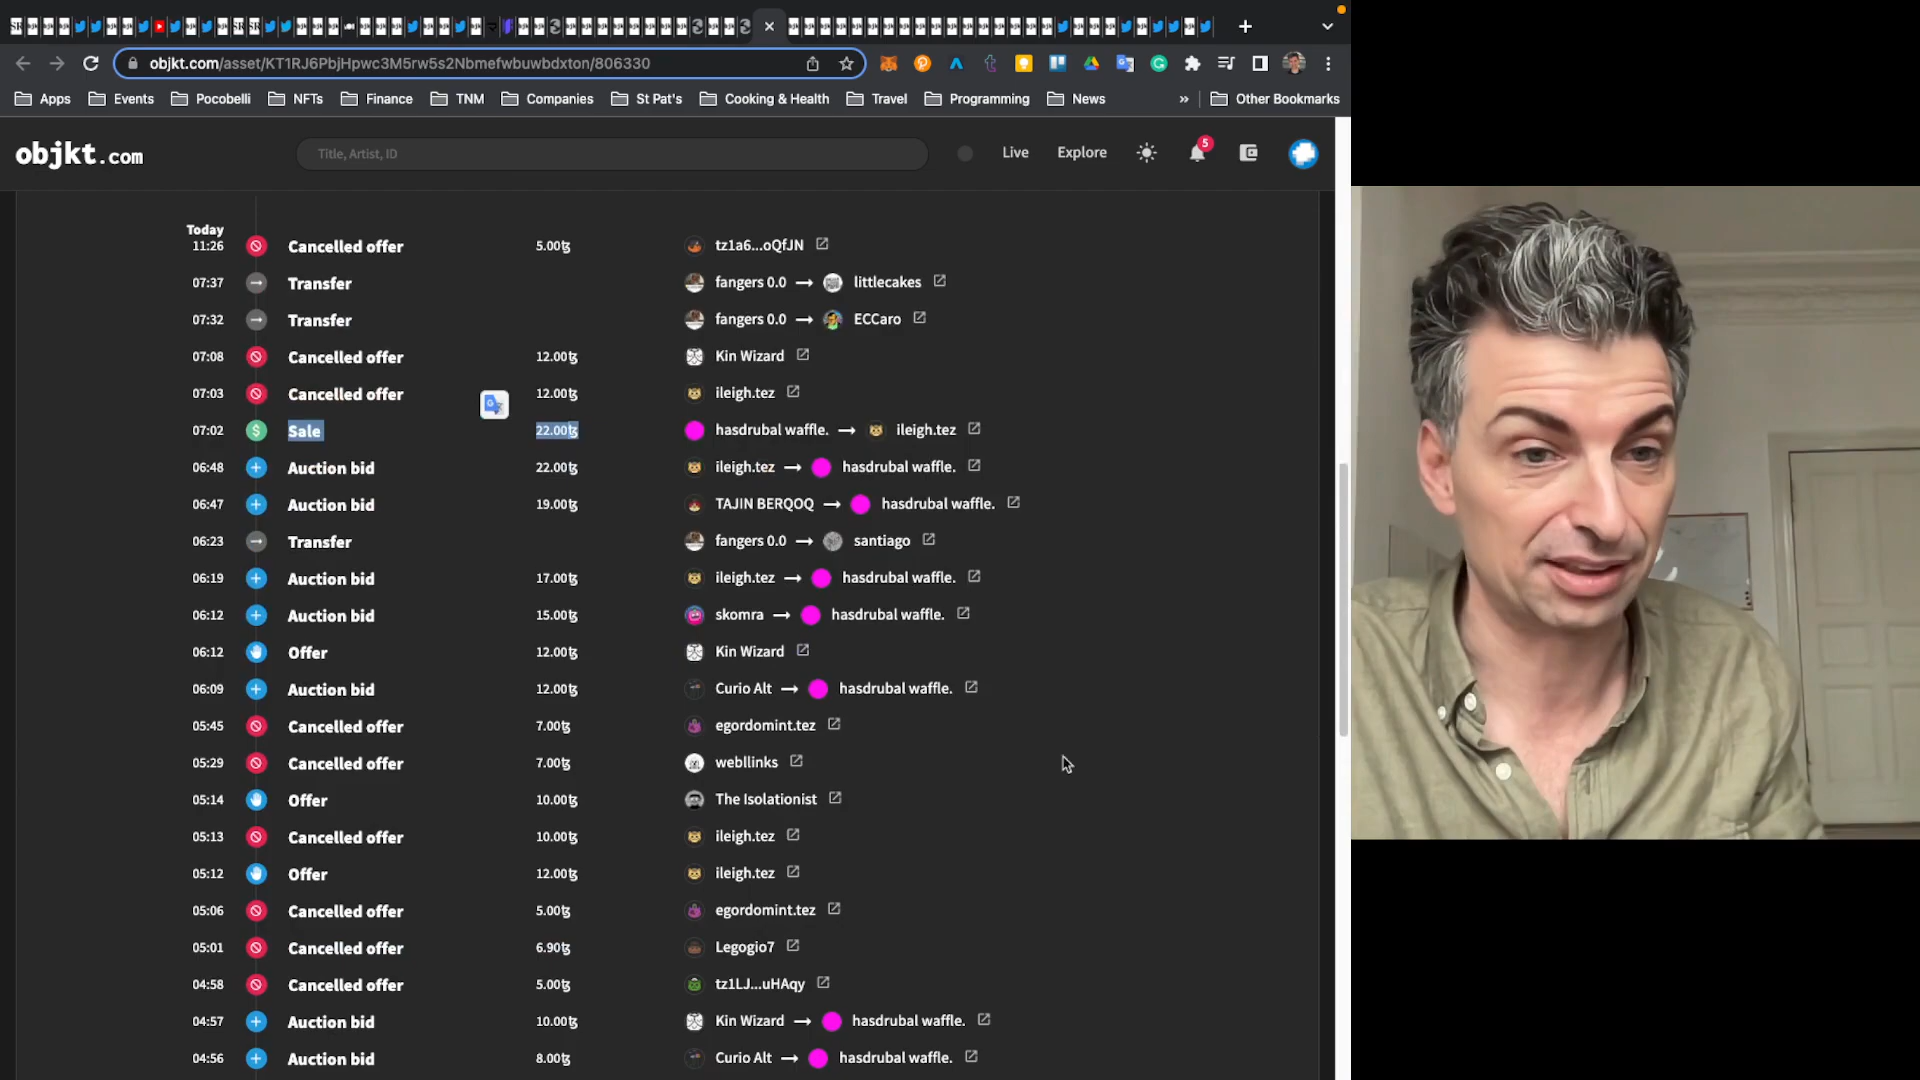 objkt.com/asset/KT1RJ6PbjHpwc3M5rw5s2Nbmefwbuwbdxton/806330
Apps Events Pocobelli NFTs Finance TNM Companies St Pat's Cooking & Health Travel Programming News » Other Bookmarks
objkt.com Title, Artist, ID Live Explore 5
Today
11:26 Cancelled offer 5.00ꜩ tz1a6...oQfJN
07:37 Transfer fangers 0.0 → littlecakes
07:32 Transfer fangers 0.0 → ECCaro
07:08 Cancelled offer 12.00ꜩ Kin Wizard
07:03 Cancelled offer 12.00ꜩ ileigh.tez
07:02 Sale 22.00ꜩ hasdrubal waffle. → ileigh.tez
06:48 Auction bid 22.00ꜩ ileigh.tez → hasdrubal waffle.
06:47 Auction bid 19.00ꜩ TAJIN BERQOQ → hasdrubal waffle.
06:23 Transfer fangers 0.0 → santiago
06:19 Auction bid 17.00ꜩ ileigh.tez → hasdrubal waffle.
06:12 Auction bid 15.00ꜩ skomra → hasdrubal waffle.
06:12 Offer 12.00ꜩ Kin Wizard
06:09 Auction bid 12.00ꜩ Curio Alt → hasdrubal waffle.
05:45 Cancelled offer 7.00ꜩ egordomint.tez
05:29 Cancelled offer 7.00ꜩ webllinks
05:14 Offer 10.00ꜩ The Isolationist
05:13 Cancelled offer 10.00ꜩ ileigh.tez
05:12 Offer 12.00ꜩ ileigh.tez
05:06 Cancelled offer 5.00ꜩ egordomint.tez
05:01 Cancelled offer 6.90ꜩ Legogio7
04:58 Cancelled offer 5.00ꜩ tz1LJ...uHAqy
04:57 Auction bid 10.00ꜩ Kin Wizard → hasdrubal waffle.
04:56 Auction bid 8.00ꜩ Curio Alt → hasdrubal waffle.